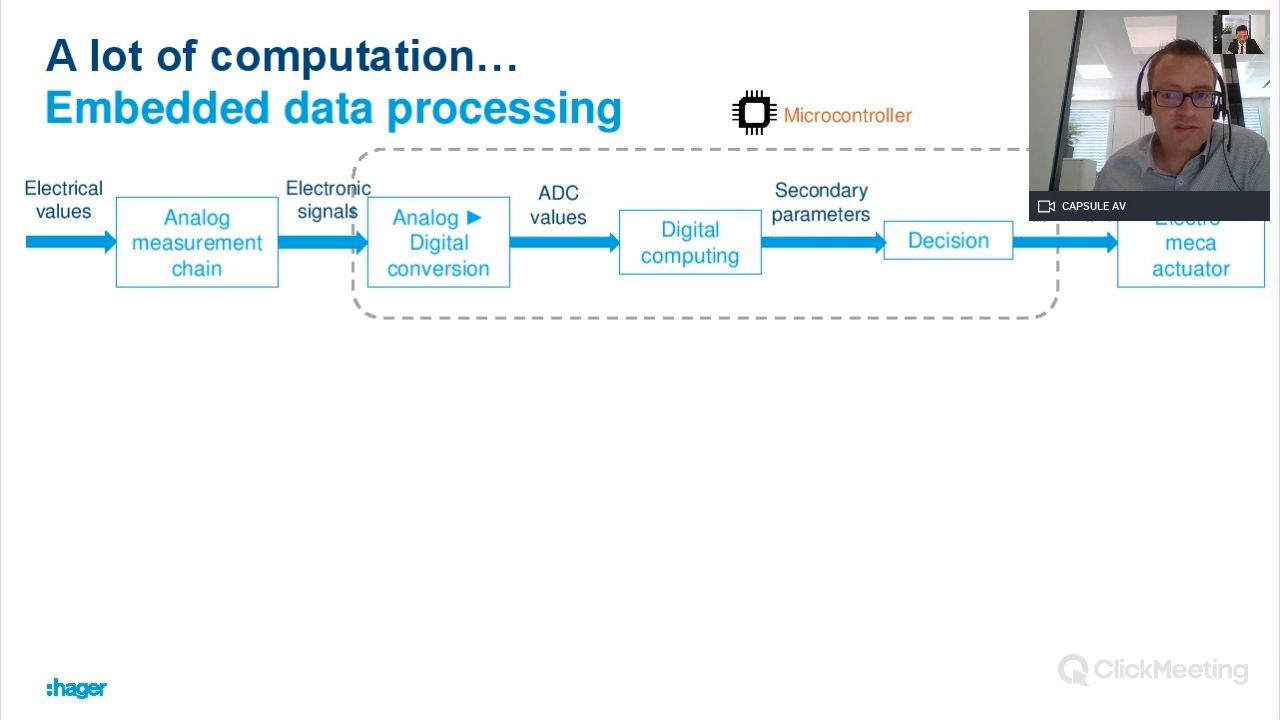 A lot of computation…
Embedded data processing
Microcontroller
Electrical
values
Analog
measurement
chain
Electronic
signals
Analog ►
Digital
conversion
ADC
values
Digital
computing
Secondary
parameters
Decision
Electro
meca
actuator
CAPSULE AV
:hager
ClickMeeting